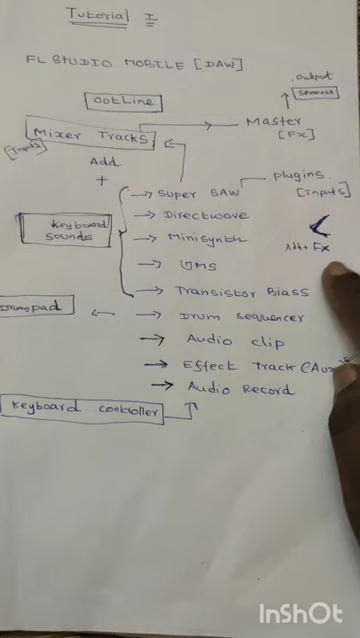 Tutorial I
FL STUDIO MOBILE [DAW]
output
Speaker
OutLine
Master
[Fx]
Mixer Tracks
[Inputs]
Add
+
plugins.
[Inputs]
Super SAW
Directwave
Keyboard
Sounds
Minisynth
Add + Fx
GMS
Transistor Biass
Drumpad
Drum sequencer
Audio clip
Effect Track (Aux
Audio Record
Keyboard controller
InShOt